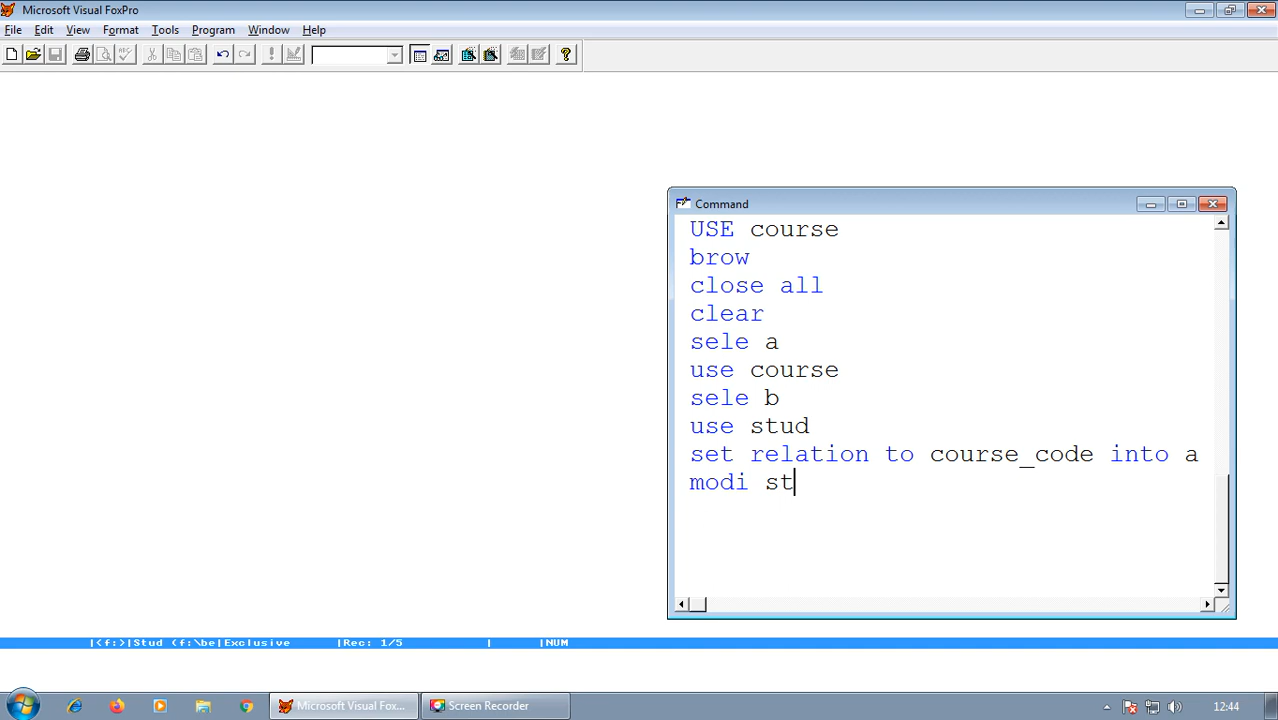 Microsoft Visual FoxPro
File Edit View Format Tools Program Window Help
Command
USE course
brow
close all
clear
sele a
use course
sele b
use stud
set relation to course_code into a
modi st
|<f:>|Stud (f:\be|Exclusive |Rec: 1/5 | |NUM
Microsoft Visual Fox... Screen Recorder 12:44